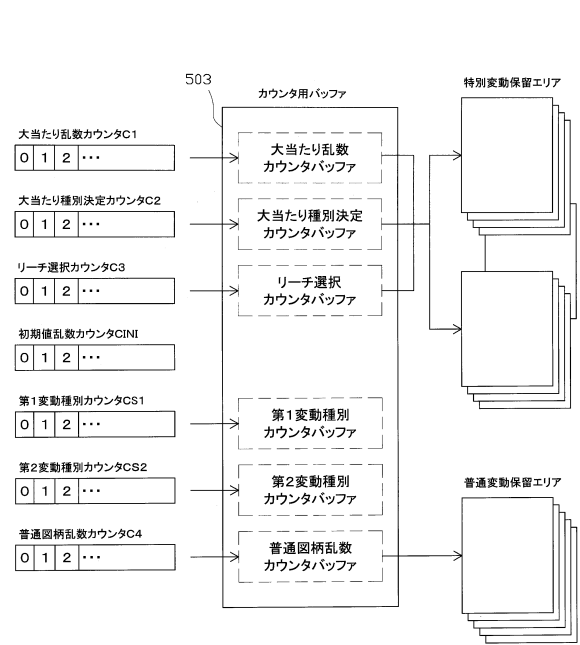 503
カウンタ用バッファ
特別変動保留エリア
大当たり乱数カウンタC1
0 1 2 ・・・
大当たり乱数
カウンタバッファ
大当たり種別決定カウンタC2
0 1 2 ・・・
大当たり種別決定
カウンタバッファ
リーチ選択カウンタC3
0 1 2 ・・・
リーチ選択
カウンタバッファ
初期値乱数カウンタCINI
0 1 2 ・・・
第1変動種別カウンタCS1
0 1 2 ・・・
第1変動種別
カウンタバッファ
第2変動種別カウンタCS2
0 1 2 ・・・
第2変動種別
カウンタバッファ
普通変動保留エリア
普通図柄乱数カウンタC4
0 1 2 ・・・
普通図柄乱数
カウンタバッファ